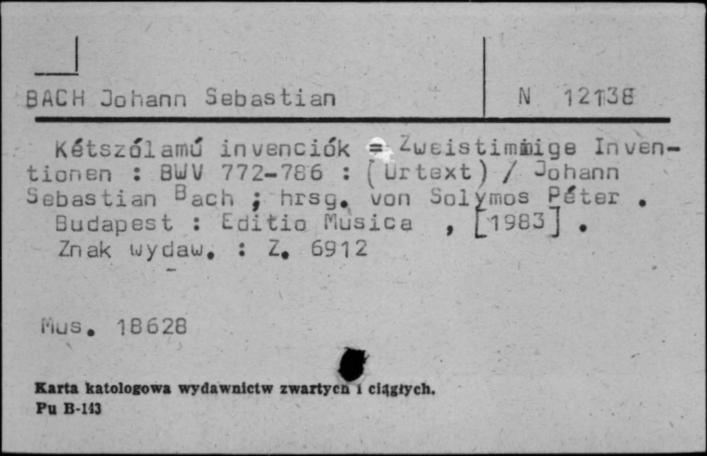 BACH Johann Sebastian N 12138
Kétszólamú invenciók = Zweistimmige Inven-
tionen : BWV 772-786 : (Urtext) / Johann
Sebastian Bach ; hrsg. von Solymos Péter .
Budapest : Editio Musica , [1983] .
Znak wydaw. : Z. 6912
Mus. 18628
Karta katologowa wydawnictw zwartych i ciągłych.
Pu B-143